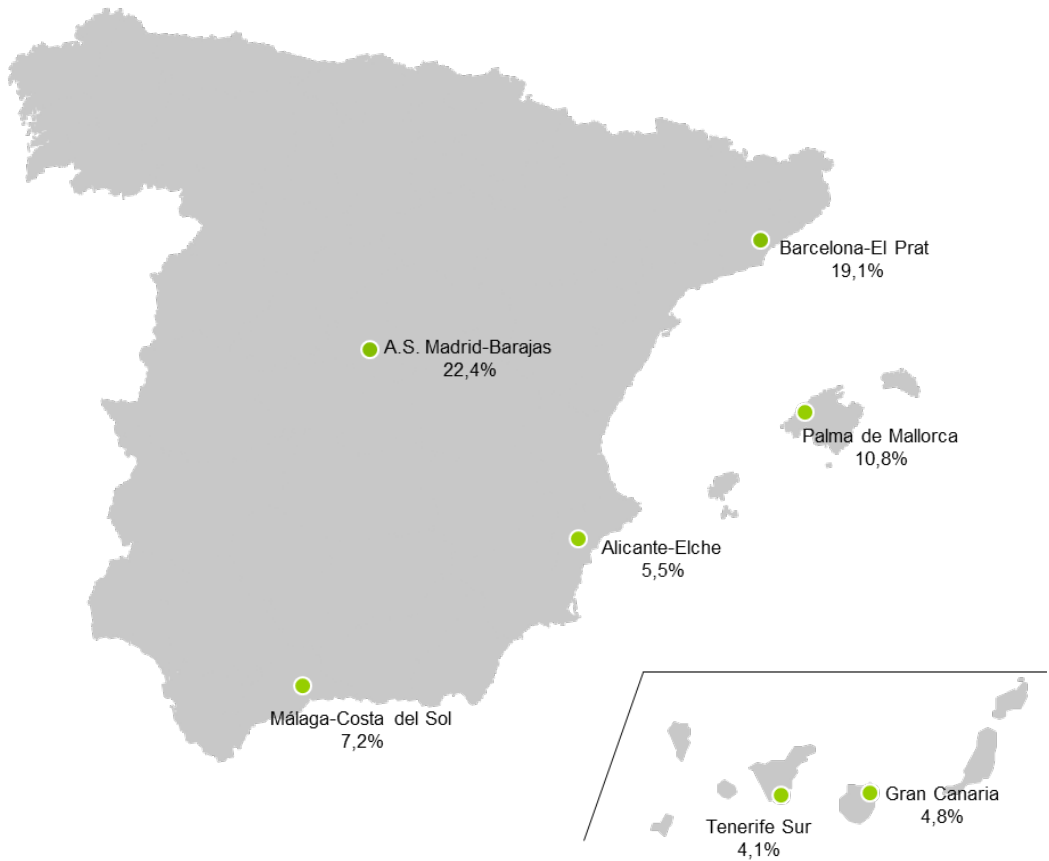 Barcelona-El Prat
19,1%
A.S. Madrid-Barajas
22,4%
Palma de Mallorca
10,8%
Alicante-Elche
5,5%
Málaga-Costa del Sol
7,2%
Gran Canaria
4,8%
Tenerife Sur
4,1%